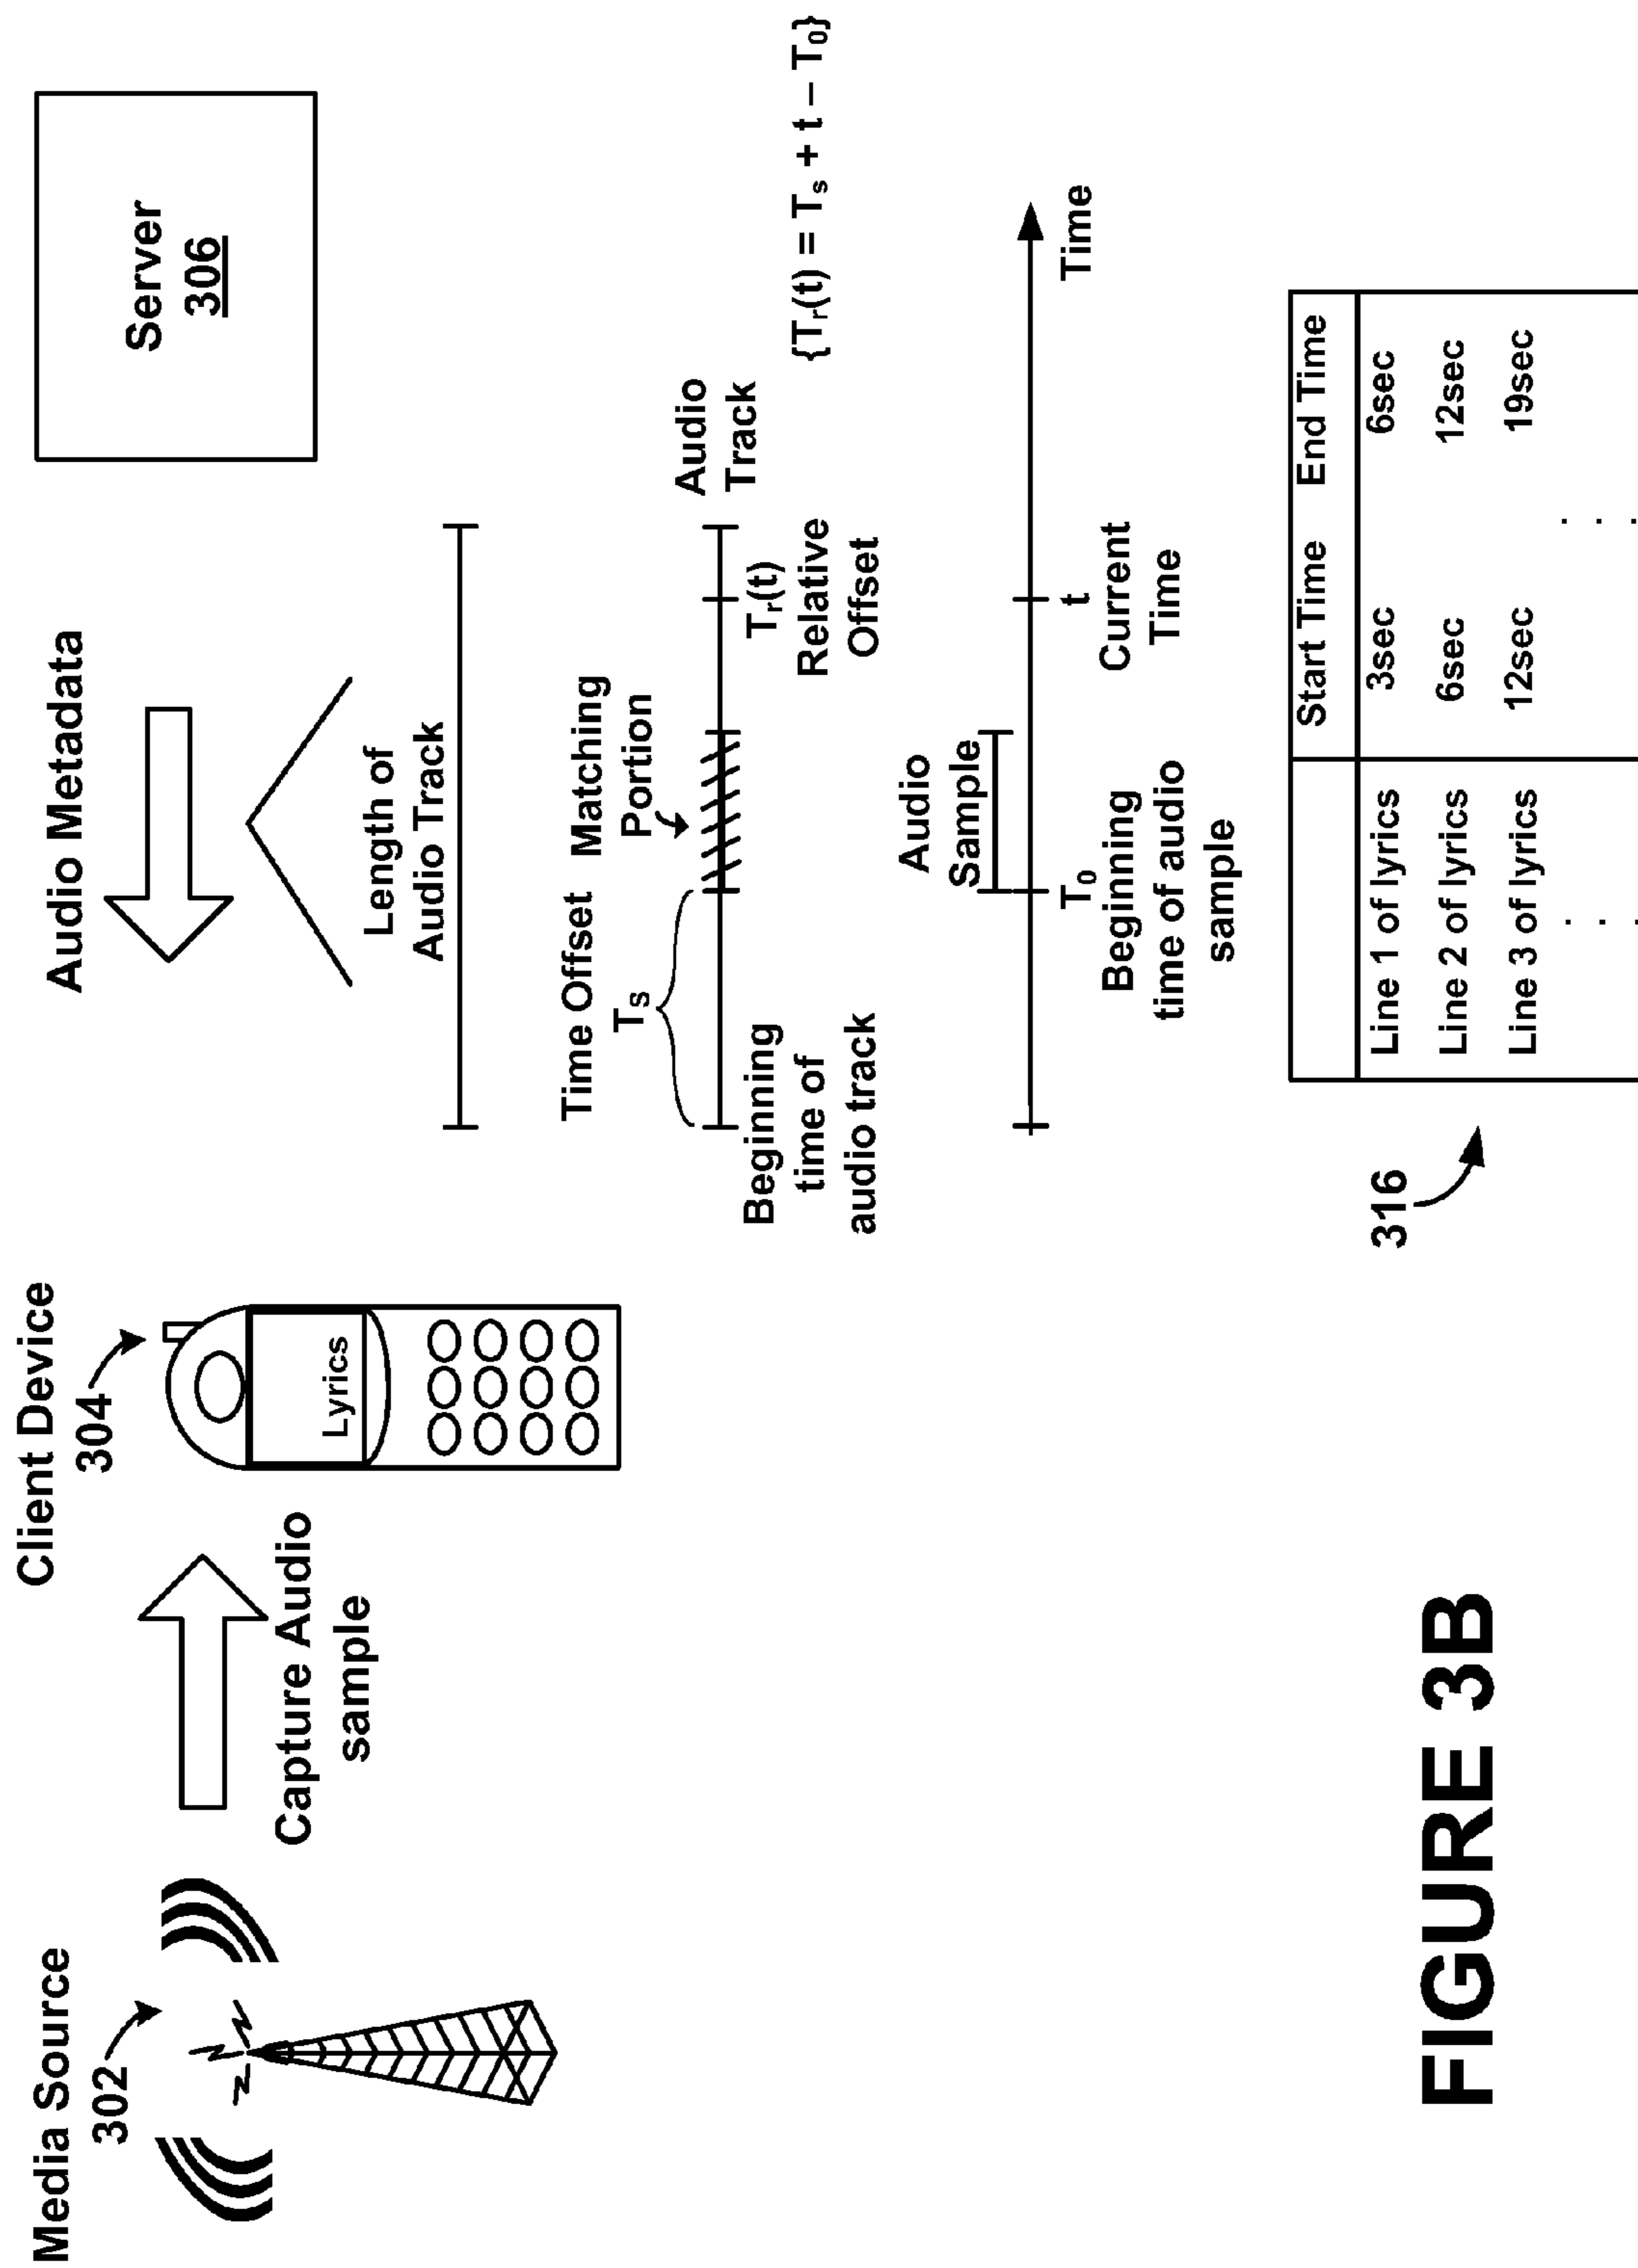 Media Source
302
Capture Audio
sample
Client Device
304
Lyrics
Audio Metadata
Server
306
Length of
Audio Track
Time Offset
Ts
Matching
Portion
Audio
Track
Beginning
time of
audio track
Tr(t)
Relative
Offset
{Tr(t) = Ts + t – T0}
Audio
Sample
T0
Beginning
time of audio
sample
t
Current
Time
Time
316
Start Time End Time
Line 1 of lyrics 3sec 6sec
Line 2 of lyrics 6sec 12sec
Line 3 of lyrics 12sec 19sec
FIGURE 3B